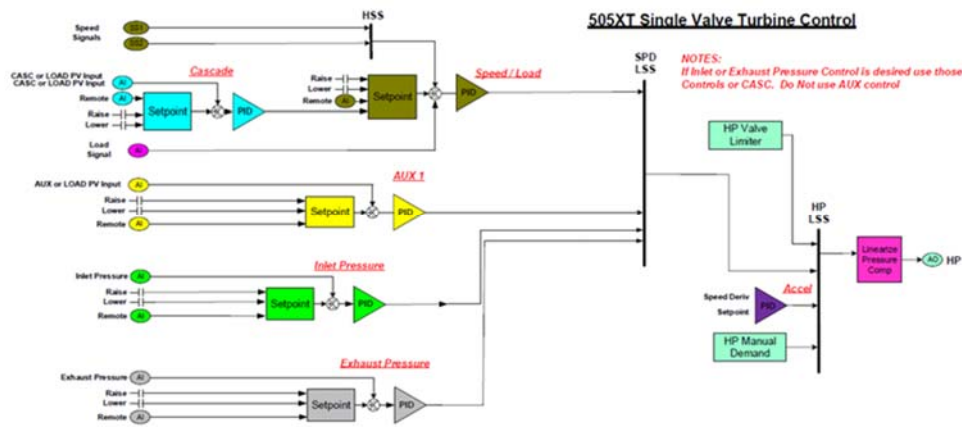 505XT Single Valve Turbine Control
HSS
Speed
Signals
SS1
SS2
SPD
LSS
NOTES:
If Inlet or Exhaust Pressure Control is desired use those
Controls or CASC. Do Not use AUX control
CASC or LOAD PV Input
CASC or LOAD PV Input
AI
Cascade
Remote
AI
Raise
Lower
Setpoint
PID
Raise
Lower
Remote
AI
Setpoint
Speed / Load
PID
Load
Signal
AI
HP Valve
Limiter
AUX or LOAD PV Input
AI
AUX 1
Raise
Lower
Remote
AI
Setpoint
PID
HP
LSS
Linearize
Pressure
Comp
AO
HP
Inlet Pressure
AI
Inlet Pressure
Raise
Lower
Remote
AI
Setpoint
PID
Speed Deriv
Setpoint
PID
Accel
HP Manual
Demand
Exhaust Pressure
Exhaust Pressure
AI
Raise
Lower
Remote
AI
Setpoint
PID